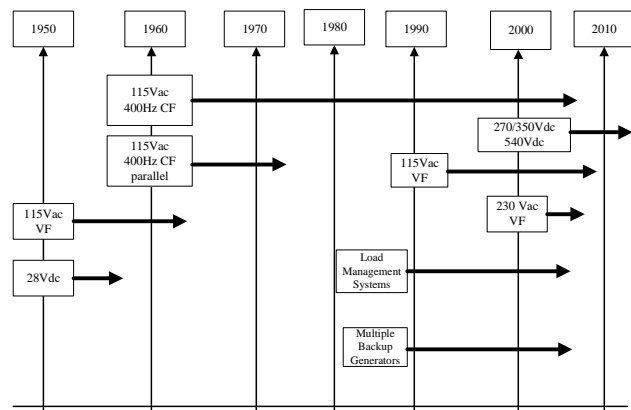 1950
1960
1970
1980
1990
2000
2010
115Vac
400Hz CF
270/350Vdc
540Vdc
115Vac
400Hz CF
parallel
115Vac
VF
115Vac
VF
230 Vac
VF
28Vdc
Load
Management
Systems
Multiple
Backup
Generators